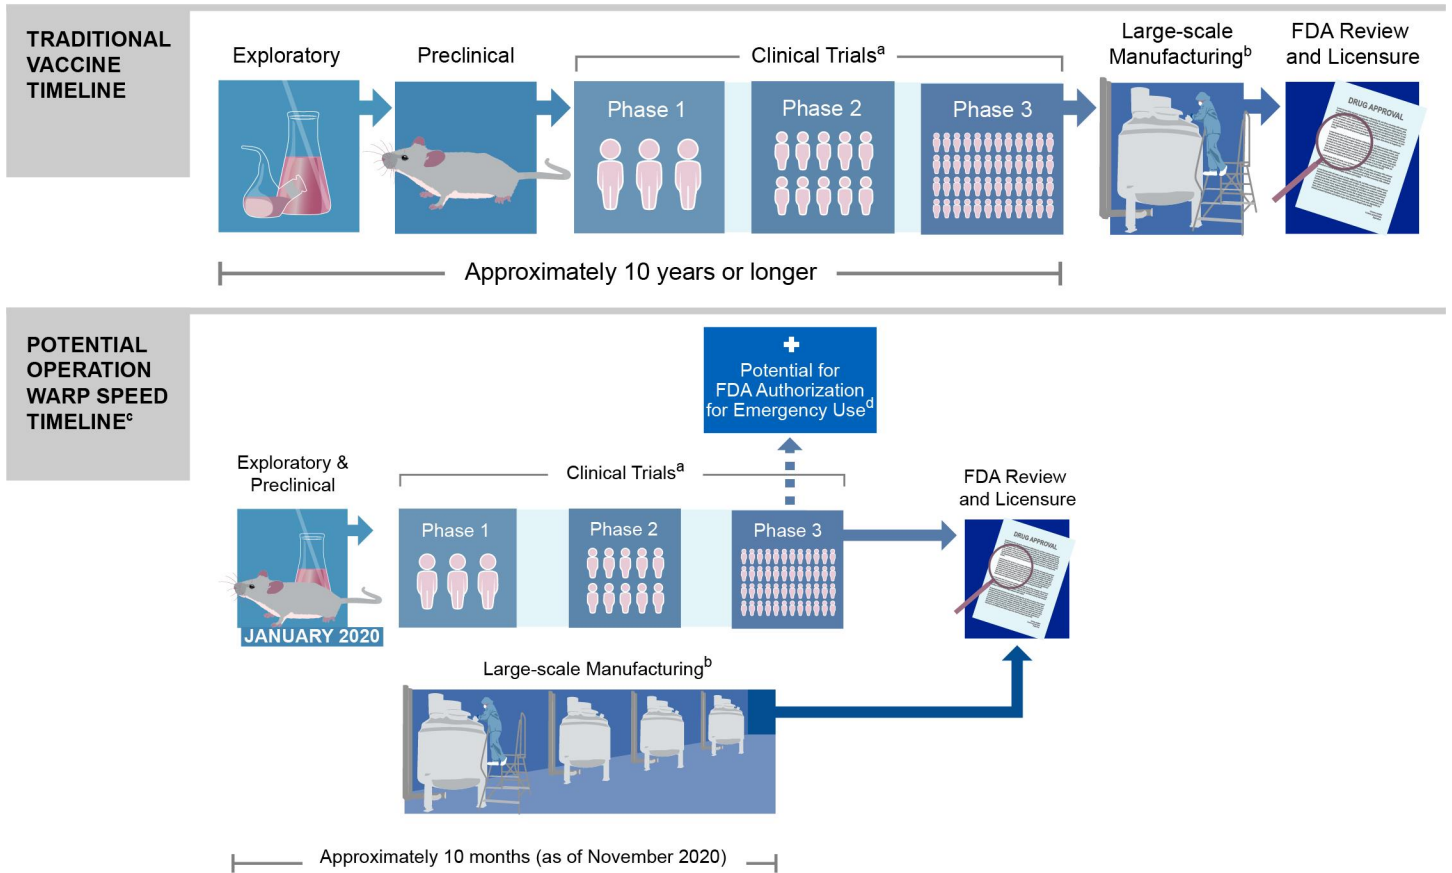 TRADITIONAL
VACCINE
TIMELINE
Exploratory
Preclinical
Clinical Trialsᵃ
Phase 1
Phase 2
Phase 3
Large-scale
Manufacturingᵇ
FDA Review
and Licensure
DRUG APPROVAL
Approximately 10 years or longer
POTENTIAL
OPERATION
WARP SPEED
TIMELINEᶜ
Potential for
FDA Authorization
for Emergency Useᵈ
Exploratory &
Preclinical
JANUARY 2020
Clinical Trialsᵃ
Phase 1
Phase 2
Phase 3
FDA Review
and Licensure
DRUG APPROVAL
Large-scale Manufacturingᵇ
Approximately 10 months (as of November 2020)